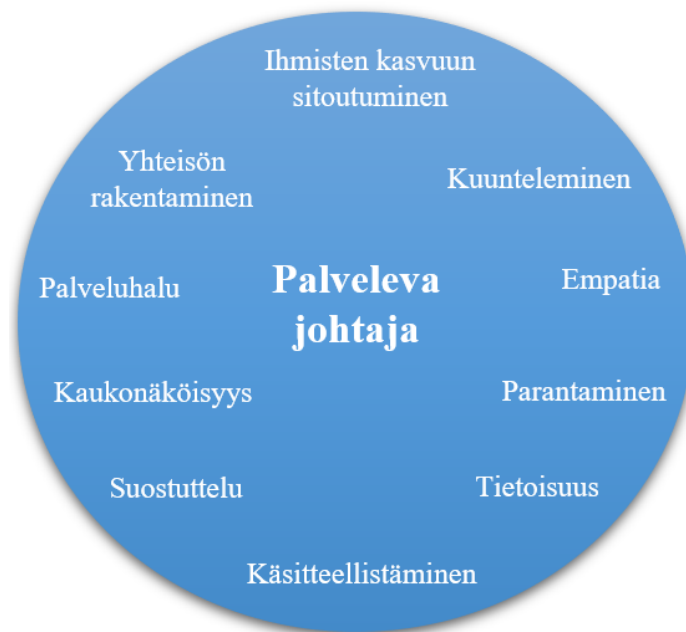 Ihmisten kasvuun
sitoutuminen
Yhteisön
rakentaminen
Kuunteleminen
Palveluhalu
Palveleva
johtaja
Empatia
Kaukonäköisyys
Parantaminen
Suostuttelu
Tietoisuus
Käsitteellistäminen